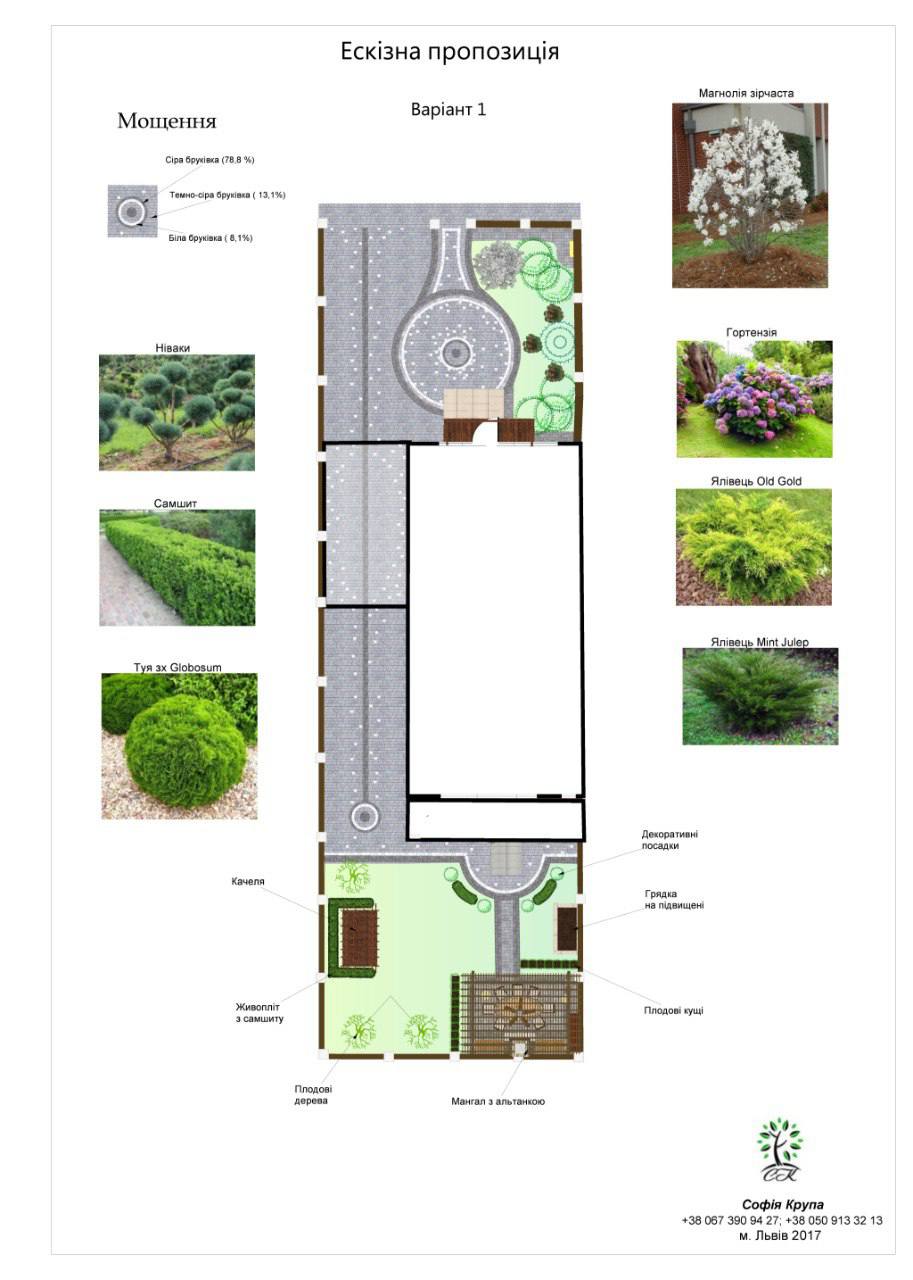 Ескізна пропозиція
Варіант 1
Мощення
Сіра бруківка (78,8 %)
Темно-сіра бруківка ( 13,1%)
Біла бруківка ( 8,1%)
Ніваки
Самшит
Туя зх Globosum
Магнолія зірчаста
Гортензія
Ялівець Old Gold
Ялівець Mint Julep
Декоративні
посадки
Качеля
Грядка
на підвищені
Живопліт
з самшиту
Плодові кущі
Плодові
дерева
Мангал з альтанкою
СК
Софія Крупа
+38 067 390 94 27; +38 050 913 32 13
м. Львів 2017